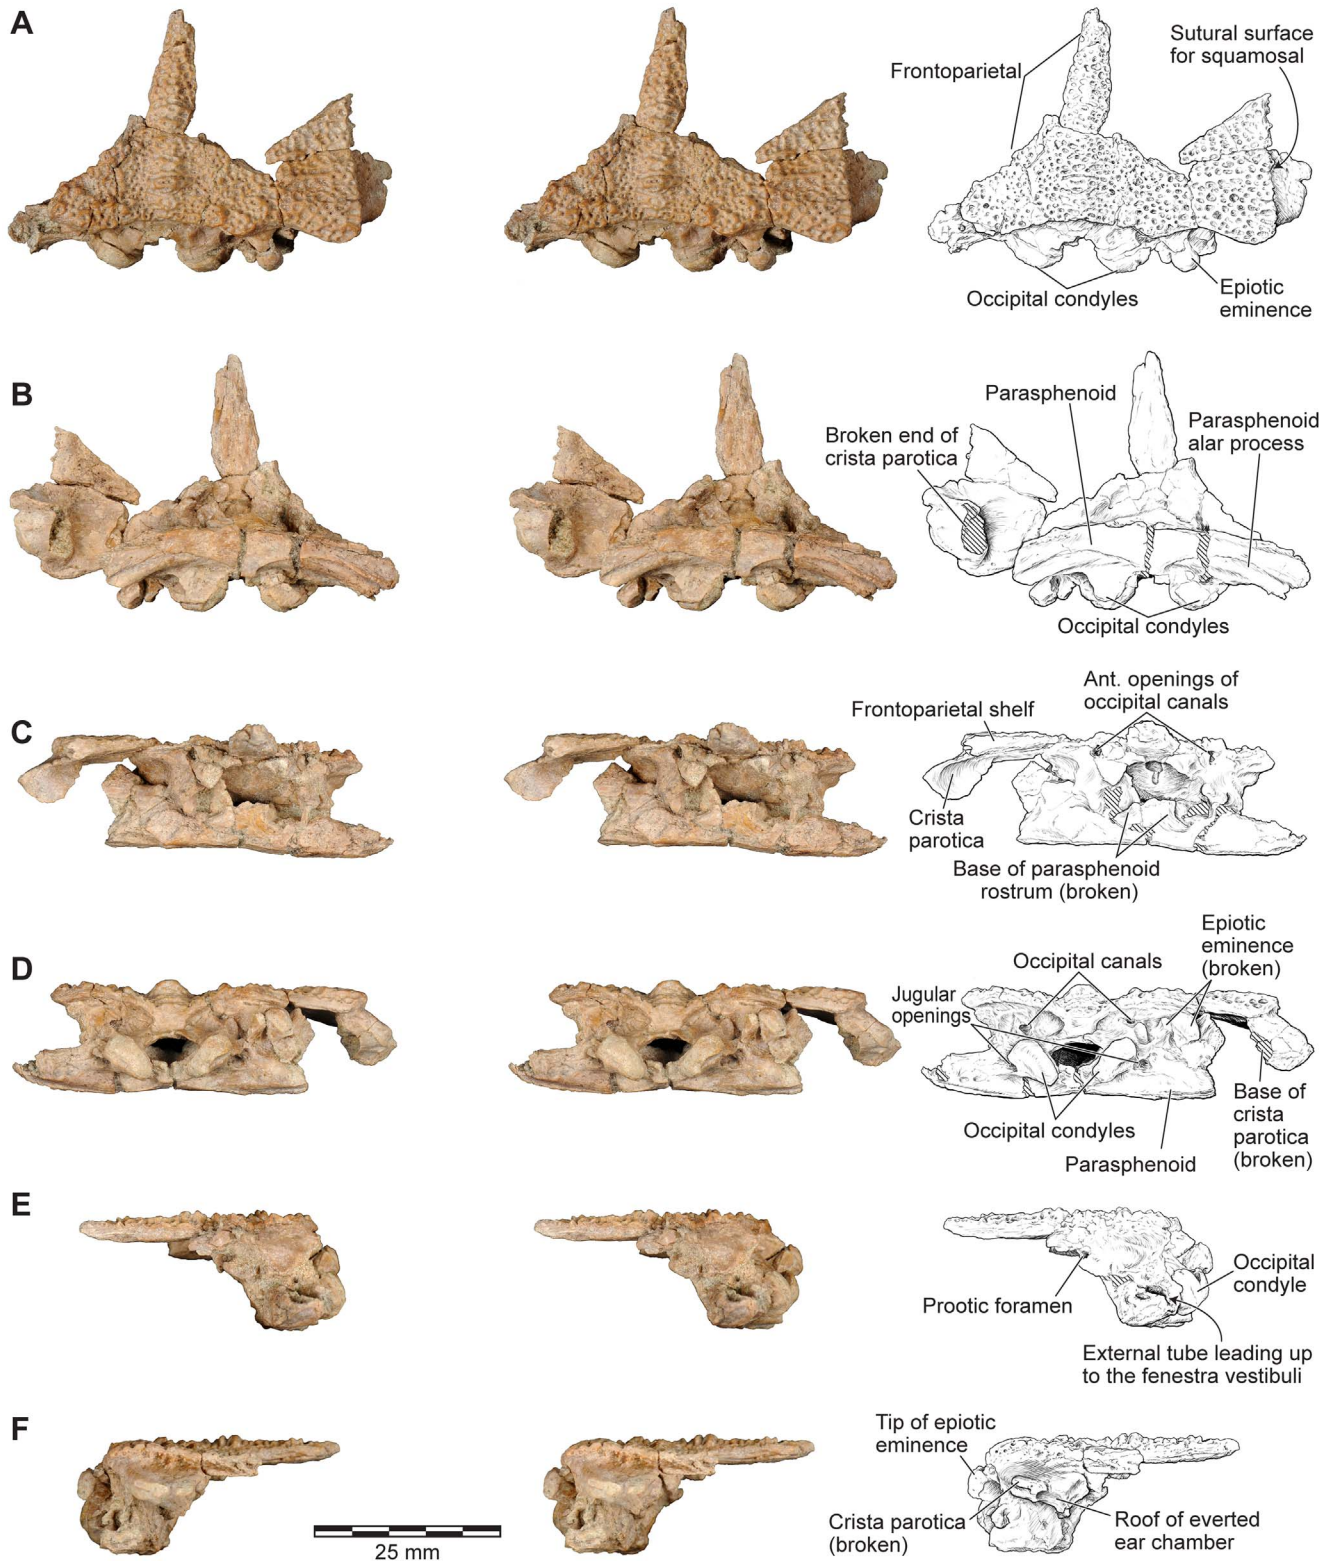 A
Frontoparietal
Sutural surface
for squamosal
Occipital condyles
Epiotic
eminence
B
Parasphenoid
Broken end of
crista parotica
Parasphenoid
alar process
Occipital condyles
C
Ant. openings of
occipital canals
Frontoparietal shelf
Crista
parotica
Base of parasphenoid
rostrum (broken)
D
Epiotic
eminence
(broken)
Occipital canals
Jugular
openings
Occipital condyles
Parasphenoid
Base of
crista
parotica
(broken)
E
Occipital
condyle
Prootic foramen
External tube leading up
to the fenestra vestibuli
F
Tip of epiotic
eminence
Crista parotica
(broken)
Roof of everted
ear chamber
25 mm